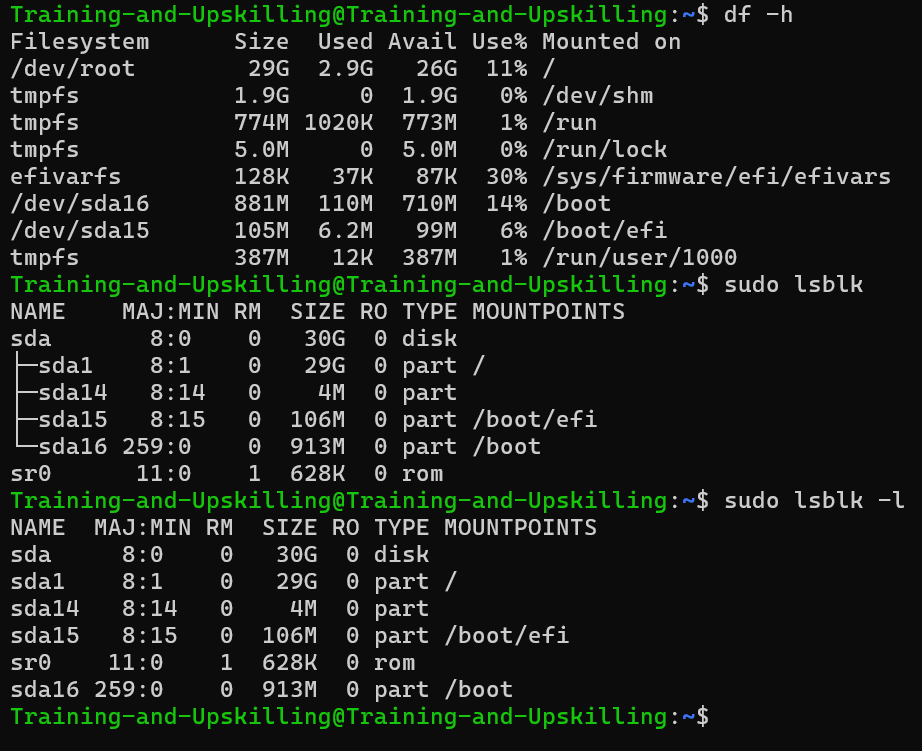 Training-and-Upskilling@Training-and-Upskilling:~$ df -h
Filesystem      Size  Used Avail Use% Mounted on
/dev/root        29G  2.9G   26G  11% /
tmpfs           1.9G     0  1.9G   0% /dev/shm
tmpfs           774M 1020K  773M   1% /run
tmpfs           5.0M     0  5.0M   0% /run/lock
efivarfs        128K   37K   87K  30% /sys/firmware/efi/efivars
/dev/sda16      881M  110M  710M  14% /boot
/dev/sda15      105M  6.2M   99M   6% /boot/efi
tmpfs           387M   12K  387M   1% /run/user/1000
Training-and-Upskilling@Training-and-Upskilling:~$ sudo lsblk
NAME    MAJ:MIN RM   SIZE RO TYPE MOUNTPOINTS
sda       8:0    0    30G  0 disk
├─sda1    8:1    0    29G  0 part /
├─sda14   8:14   0     4M  0 part
├─sda15   8:15   0   106M  0 part /boot/efi
└─sda16 259:0    0   913M  0 part /boot
sr0      11:0    1   628K  0 rom
Training-and-Upskilling@Training-and-Upskilling:~$ sudo lsblk -l
NAME  MAJ:MIN RM   SIZE RO TYPE MOUNTPOINTS
sda     8:0    0    30G  0 disk
sda1    8:1    0    29G  0 part /
sda14   8:14   0     4M  0 part
sda15   8:15   0   106M  0 part /boot/efi
sr0    11:0    1   628K  0 rom
sda16 259:0    0   913M  0 part /boot
Training-and-Upskilling@Training-and-Upskilling:~$